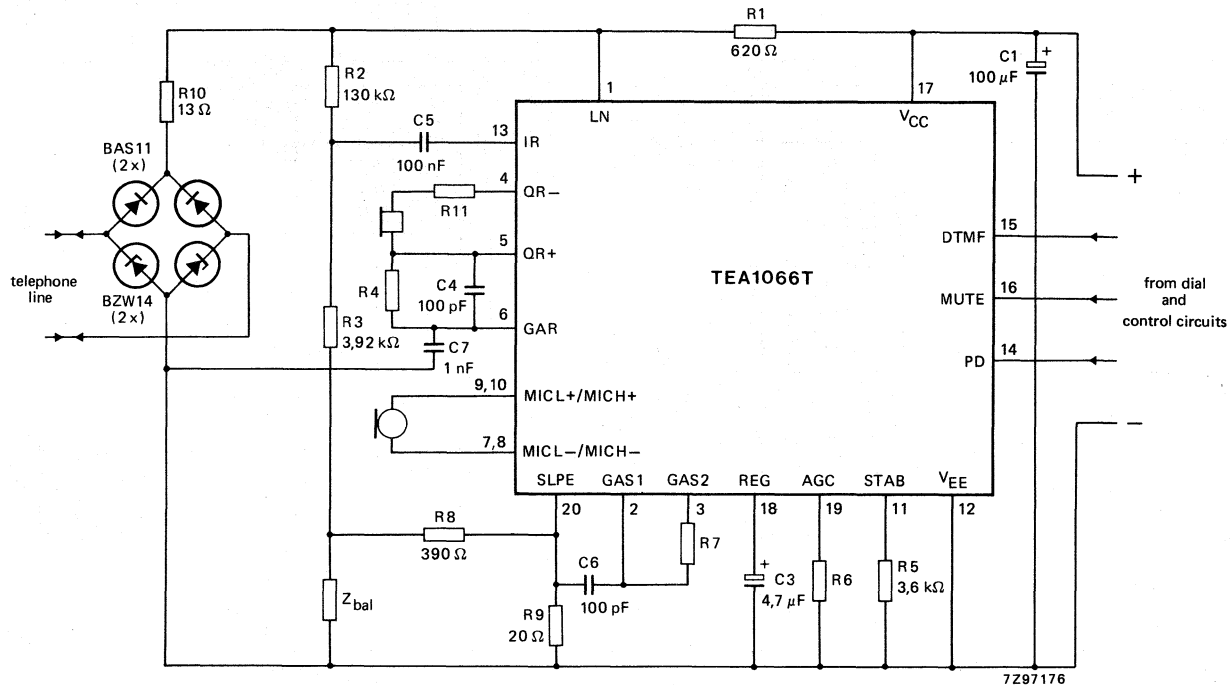 R1
620 Ω
R2
130 kΩ
C1
+
100 μF
R10
13 Ω
1
LN
17
VCC
C5
100 nF
13
IR
BAS11
(2×)
4
QR−
R11
+
5
QR+
15
DTMF
TEA1066T
telephone
line
R4
C4
100 pF
16
MUTE
from dial
and
control circuits
BZW14
(2×)
R3
3,92 kΩ
6
GAR
C7
1 nF
14
PD
9, 10
MICL+/MICH+
−
7,8
MICL−/MICH−
SLPE
GAS1
GAS2
REG
AGC
STAB
VEE
20
2
3
18
19
11
12
R8
390 Ω
R7
C6
100 pF
+
C3
4,7 μF
R6
R5
3,6 kΩ
Zbal
R9
20 Ω
7Z97176